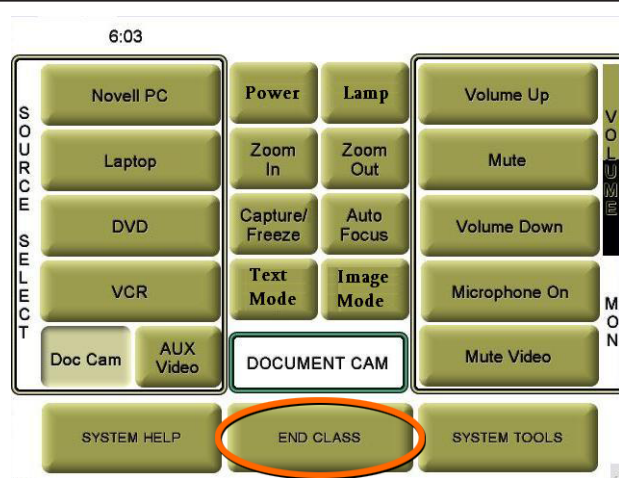 6:03
SOURCE SELECT
Novell PC
Laptop
DVD
VCR
Doc Cam
AUX
Video
Power
Lamp
Zoom
In
Zoom
Out
Capture/
Freeze
Auto
Focus
Text
Mode
Image
Mode
DOCUMENT CAM
Volume Up
Mute
Volume Down
Microphone On
Mute Video
VOLUME
MON
SYSTEM HELP
END CLASS
SYSTEM TOOLS